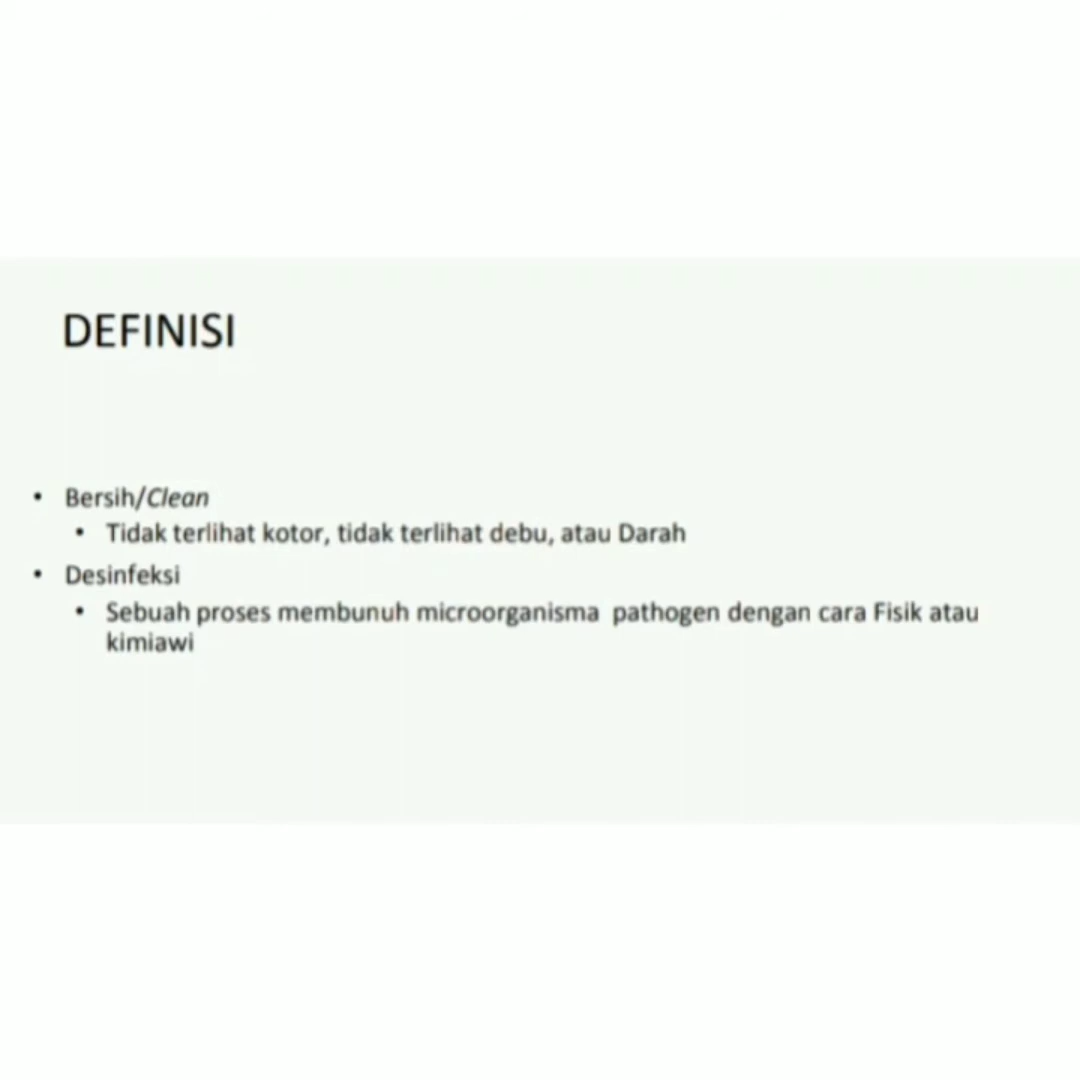 DEFINISI
• Bersih/Clean
• Tidak terlihat kotor, tidak terlihat debu, atau Darah
• Desinfeksi
• Sebuah proses membunuh microorganisma pathogen dengan cara Fisik atau
kimiawi